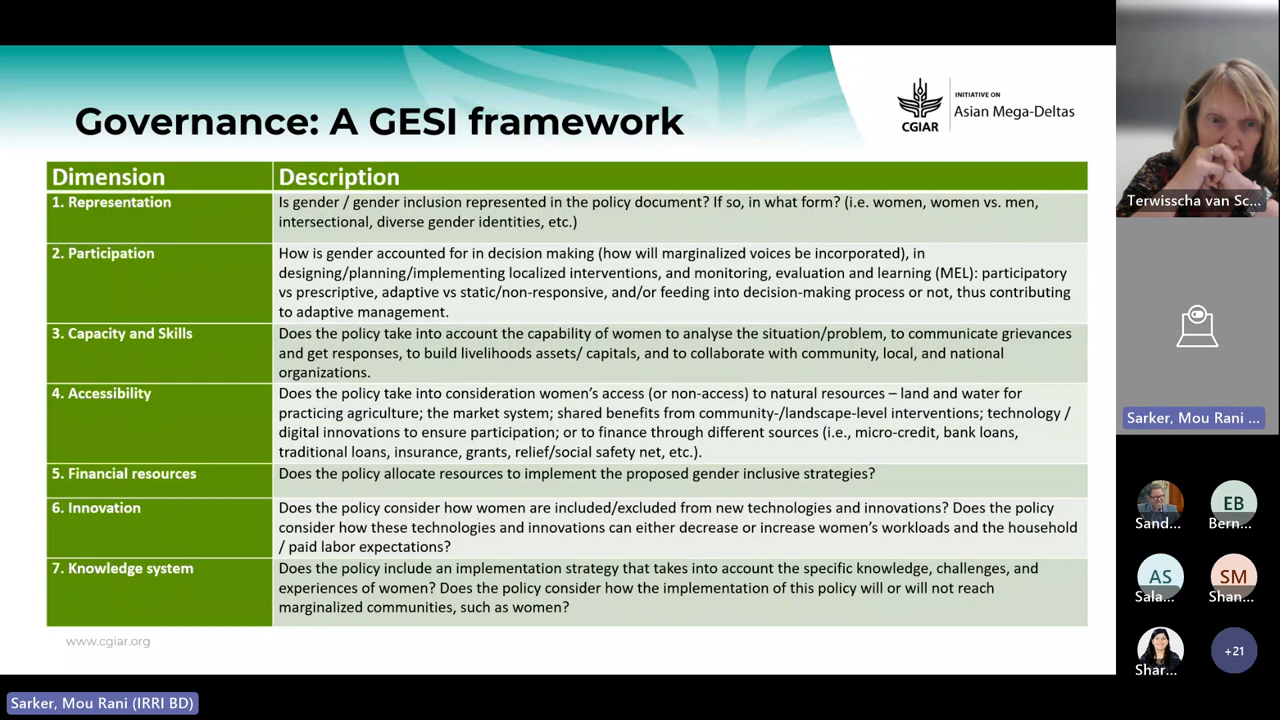 Governance: A GESI framework
CGIAR
INITIATIVE ON
Asian Mega-Deltas
Dimension
Description
1. Representation
Is gender / gender inclusion represented in the policy document? If so, in what form? (i.e. women, women vs. men,
intersectional, diverse gender identities, etc.)
2. Participation
How is gender accounted for in decision making (how will marginalized voices be incorporated), in
designing/planning/implementing localized interventions, and monitoring, evaluation and learning (MEL): participatory
vs prescriptive, adaptive vs static/non-responsive, and/or feeding into decision-making process or not, thus contributing
to adaptive management.
3. Capacity and Skills
Does the policy take into account the capability of women to analyse the situation/problem, to communicate grievances
and get responses, to build livelihoods assets/ capitals, and to collaborate with community, local, and national
organizations.
4. Accessibility
Does the policy take into consideration women's access (or non-access) to natural resources – land and water for
practicing agriculture; the market system; shared benefits from community-/landscape-level interventions; technology /
digital innovations to ensure participation; or to finance through different sources (i.e., micro-credit, bank loans,
traditional loans, insurance, grants, relief/social safety net, etc.).
5. Financial resources
Does the policy allocate resources to implement the proposed gender inclusive strategies?
6. Innovation
Does the policy consider how women are included/excluded from new technologies and innovations? Does the policy
consider how these technologies and innovations can either decrease or increase women's workloads and the household
/ paid labor expectations?
7. Knowledge system
Does the policy include an implementation strategy that takes into account the specific knowledge, challenges, and
experiences of women? Does the policy consider how the implementation of this policy will or will not reach
marginalized communities, such as women?
www.cgiar.org
Sarker, Mou Rani (IRRI BD)
Terwisscha van Sc...
Sarker, Mou Rani ...
Sand...
EB
Bern...
AS
Sala...
SM
Shan...
Shar...
+21